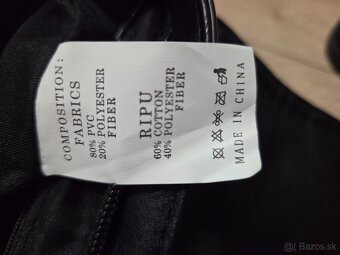 COMPOSITION:
FABRICS
80% PVC
20% POLYESTER
FIBER
RIPU
60% COTTON
40% POLYESTER
FIBER
MADE IN CHINA
Bazos.sk